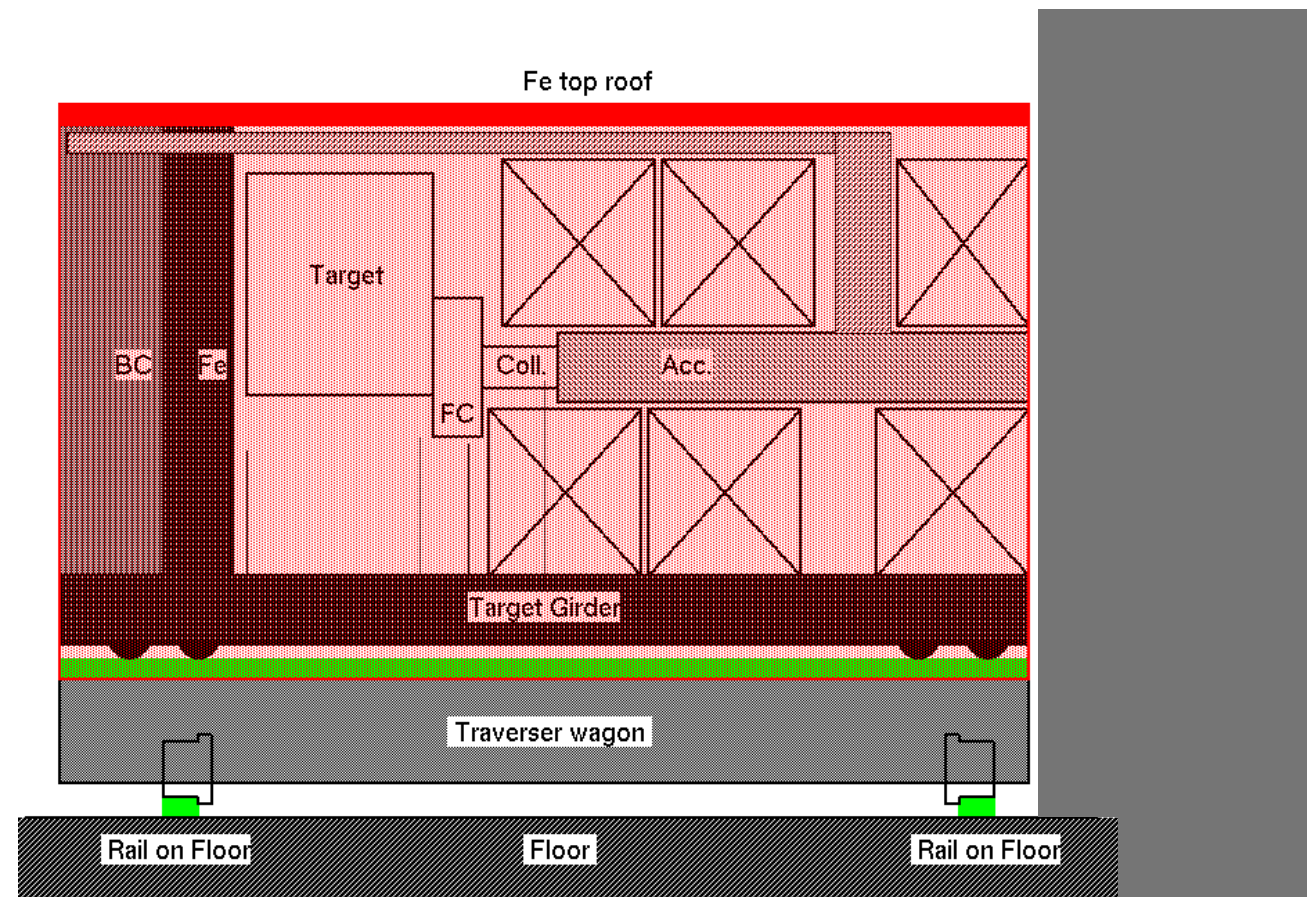 Fe top roof
Target
BC
Fe
Coll.
Acc.
FC
Target Girder
Traverser wagon
Rail on Floor
Floor
Rail on Floor